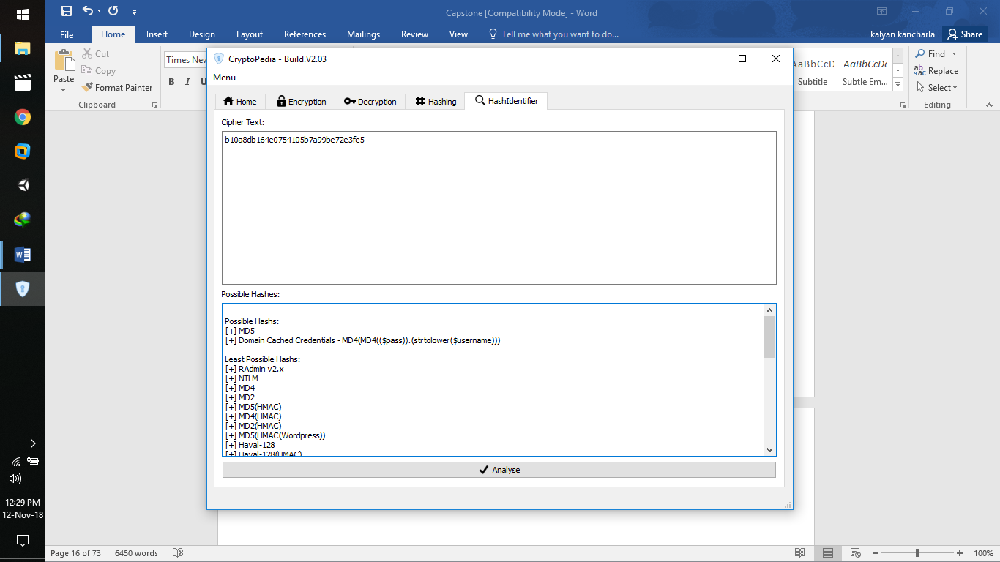 Capstone [Compatibility Mode] - Word
File Home Insert Design Layout References Mailings Review View Tell me what you want to do... kalyan kancharla Share
Paste
Cut
Copy
Format Painter
Clipboard
Times New
B I U
AaBbCcD AaBbCcDc
Subtitle Subtle Em...
Find
Replace
Select
Editing
CryptoPedia - Build.V2.03
Menu
Home Encryption Decryption Hashing HashIdentifier
Cipher Text:
b10a8db164e0754105b7a99be72e3fe5
Possible Hashes:
Possible Hashs:
[+] MD5
[+] Domain Cached Credentials - MD4(MD4(($pass)).(strtolower($username)))
Least Possible Hashs:
[+] RAdmin v2.x
[+] NTLM
[+] MD4
[+] MD2
[+] MD5(HMAC)
[+] MD4(HMAC)
[+] MD2(HMAC)
[+] MD5(HMAC(Wordpress))
[+] Haval-128
[+] Haval-128(HMAC)
Analyse
12:29 PM
12-Nov-18
Page 16 of 73 6450 words 100%